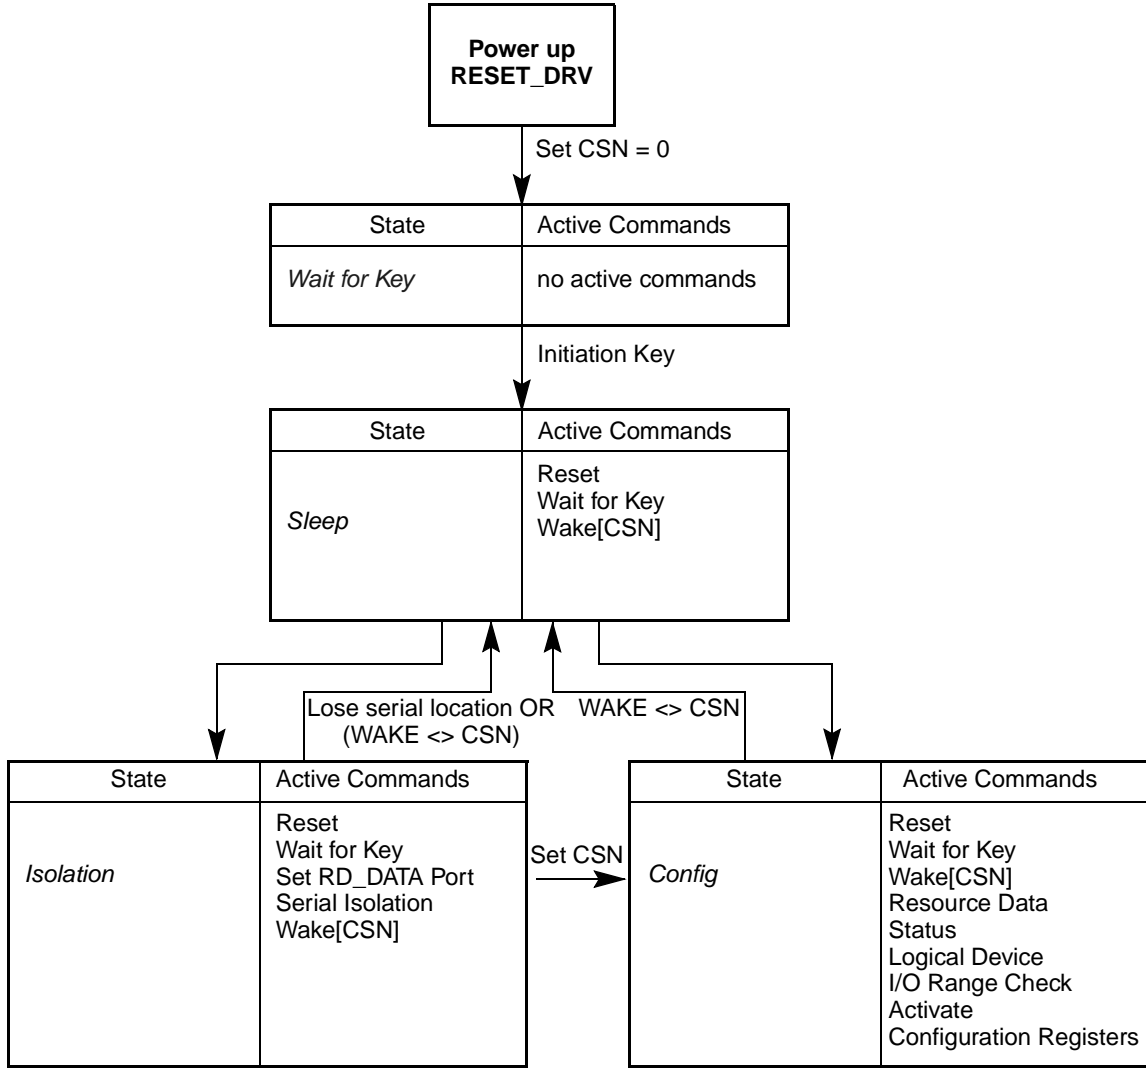 Power up
RESET_DRV
Set CSN = 0
State
Active Commands
Wait for Key
no active commands
Initiation Key
State
Active Commands
Sleep
Reset
Wait for Key
Wake[CSN]
Lose serial location OR
(WAKE <> CSN)
WAKE <> CSN
State
Active Commands
Isolation
Reset
Wait for Key
Set RD_DATA Port
Serial Isolation
Wake[CSN]
Set CSN
State
Active Commands
Config
Reset
Wait for Key
Wake[CSN]
Resource Data
Status
Logical Device
I/O Range Check
Activate
Configuration Registers